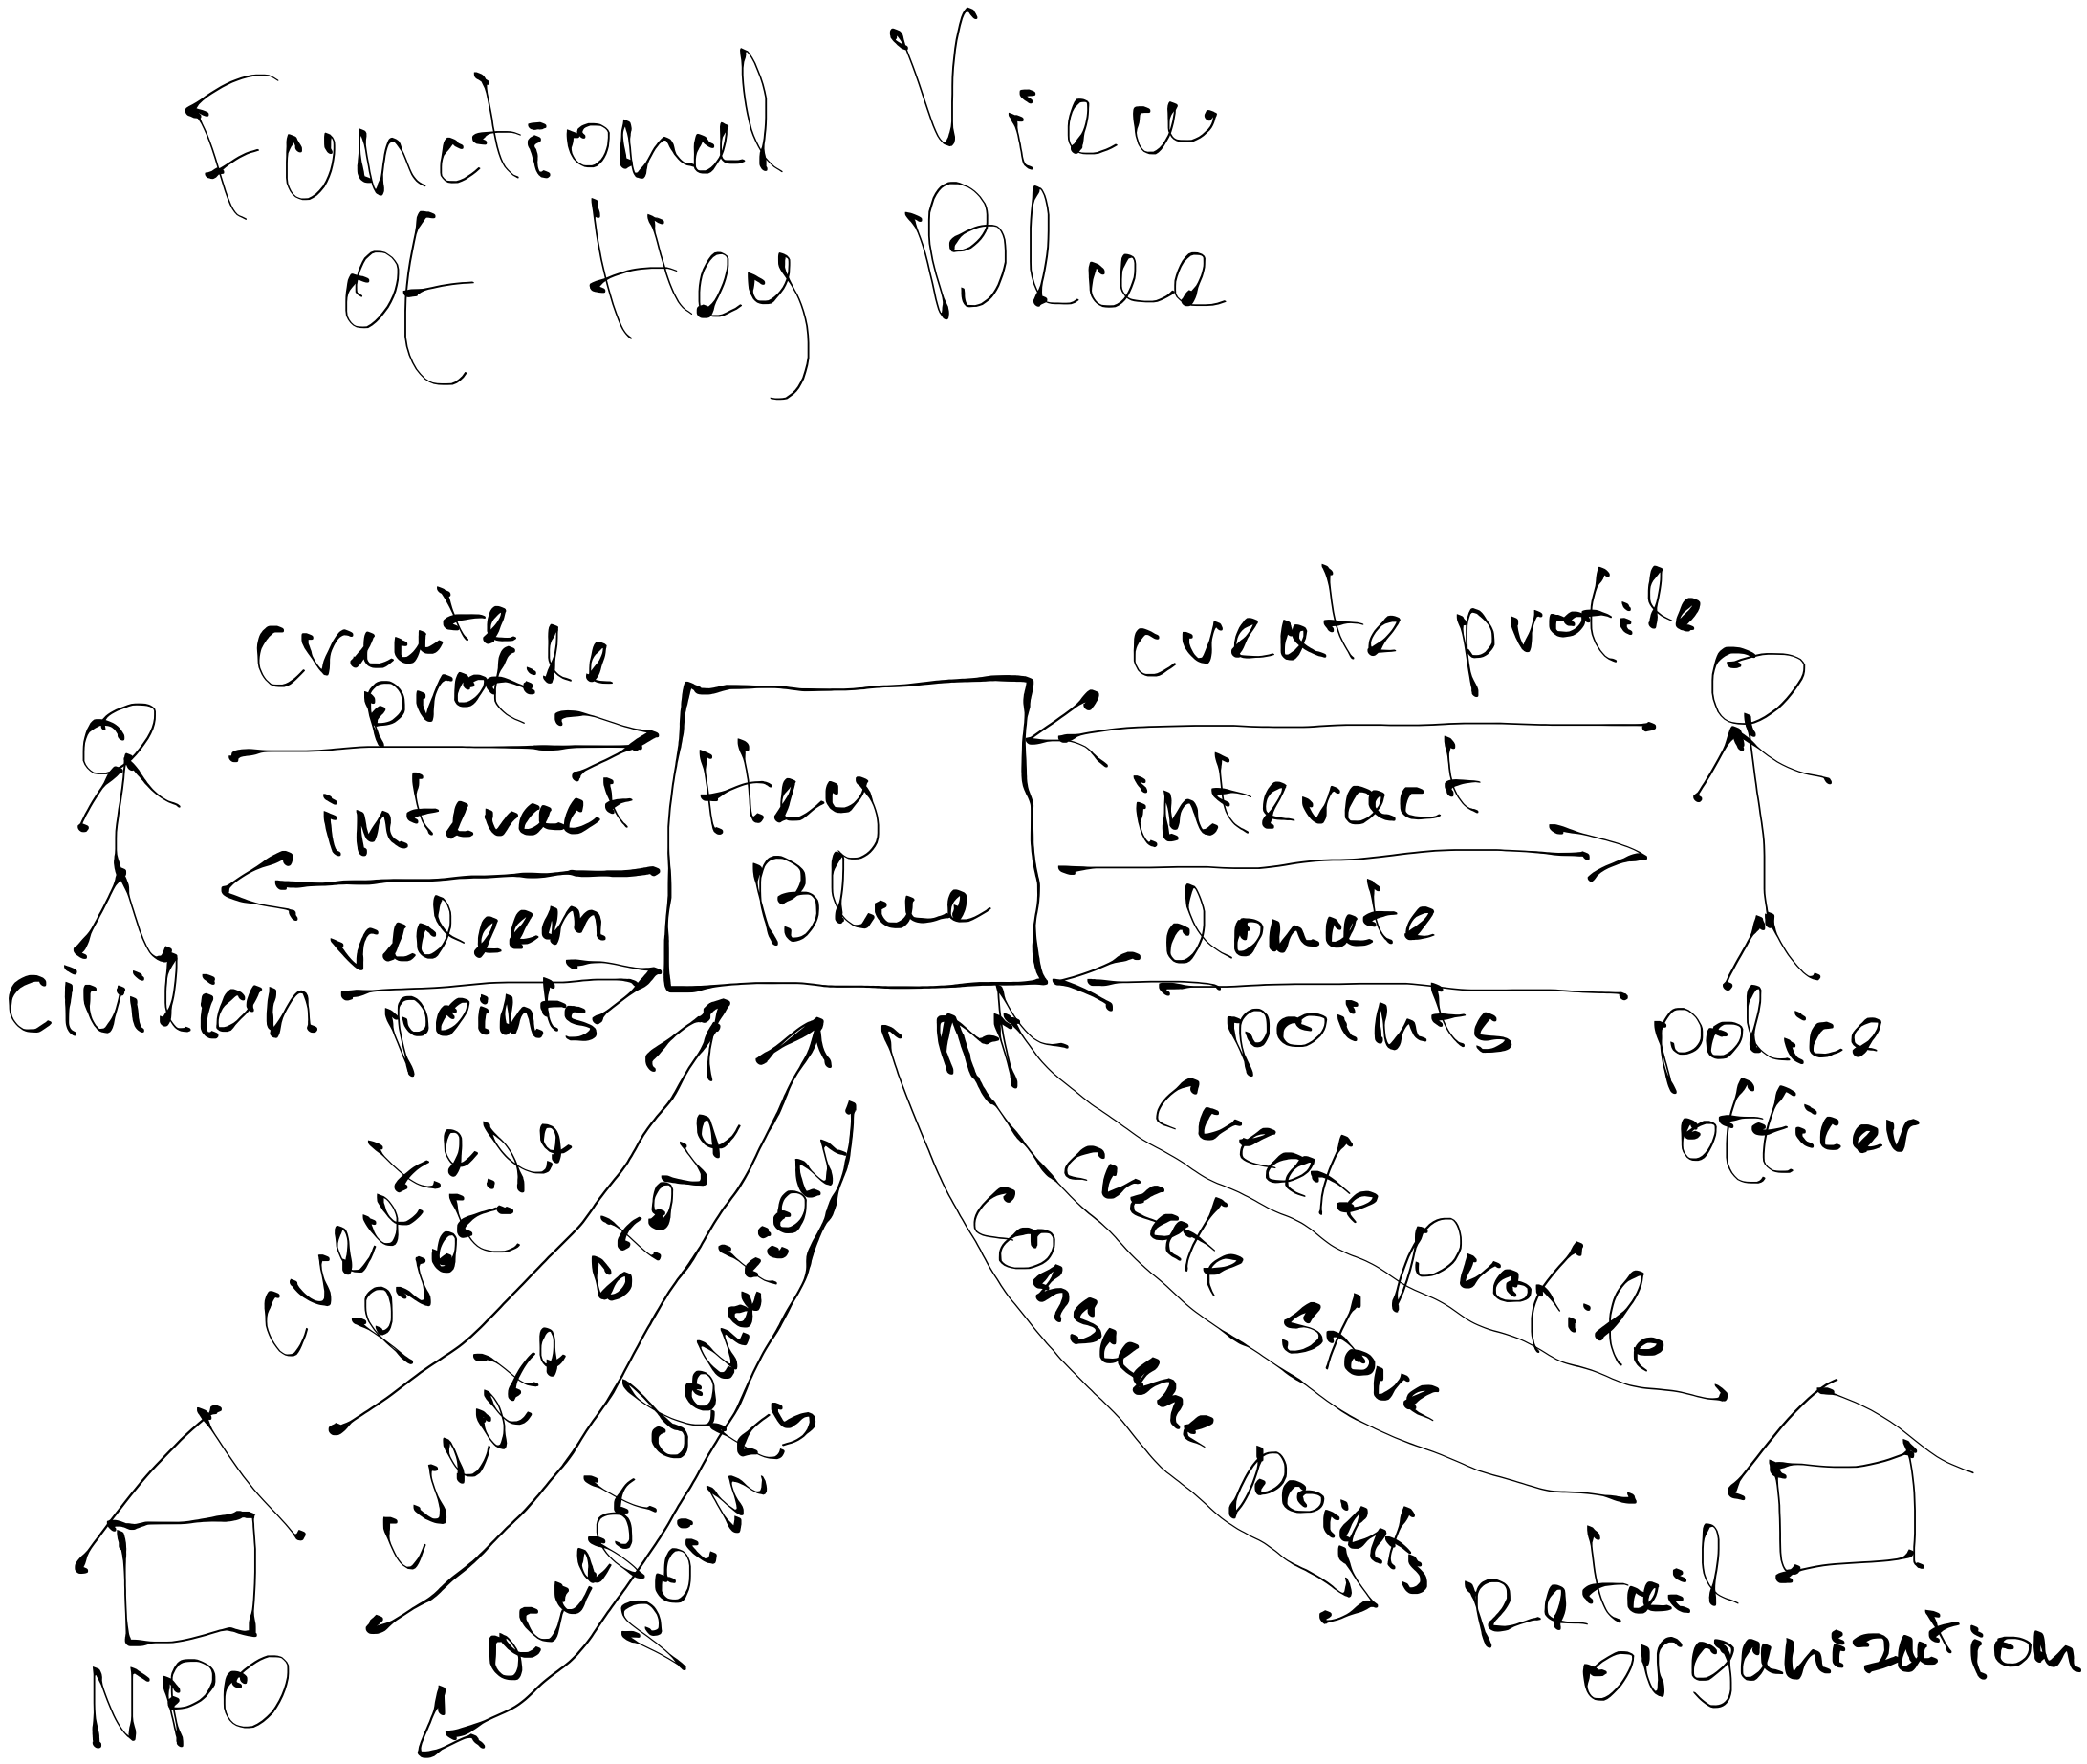 Functional View
of Hey Blue
create
profile
interact
redeem
points
civilian
Hey
Blue
create profile
interact
donate
points
police
officer
create
profile
create store
accept donation
points
NPO
create profile
create store
consume points
Retail
organization